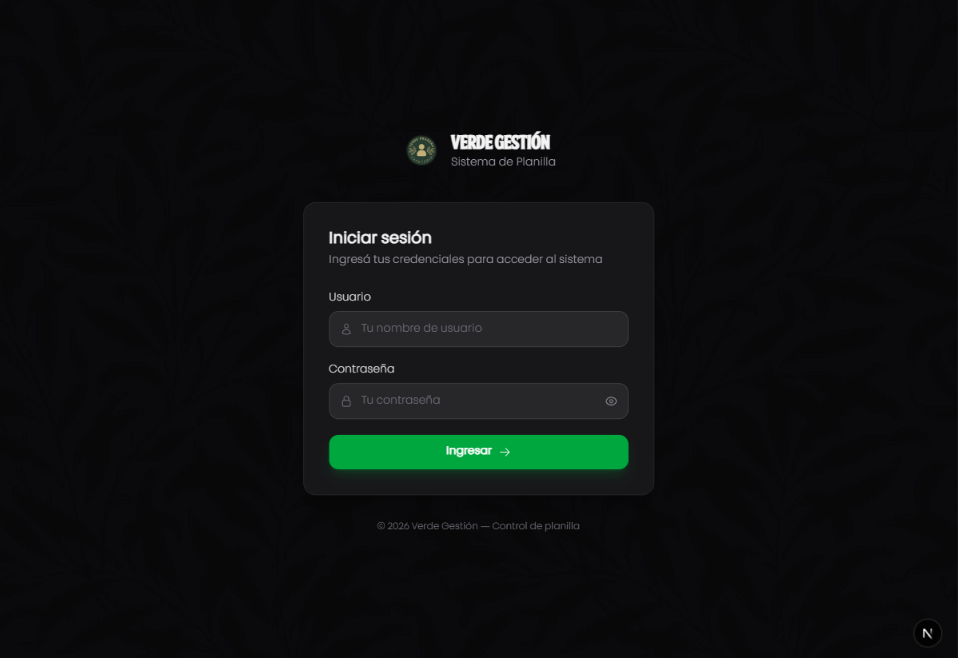 VERDE GESTIÓN
Sistema de Planilla
Iniciar sesión
Ingresá tus credenciales para acceder al sistema
Usuario
Tu nombre de usuario
Contraseña
Tu contraseña
Ingresar →
© 2026 Verde Gestión — Control de planilla
N